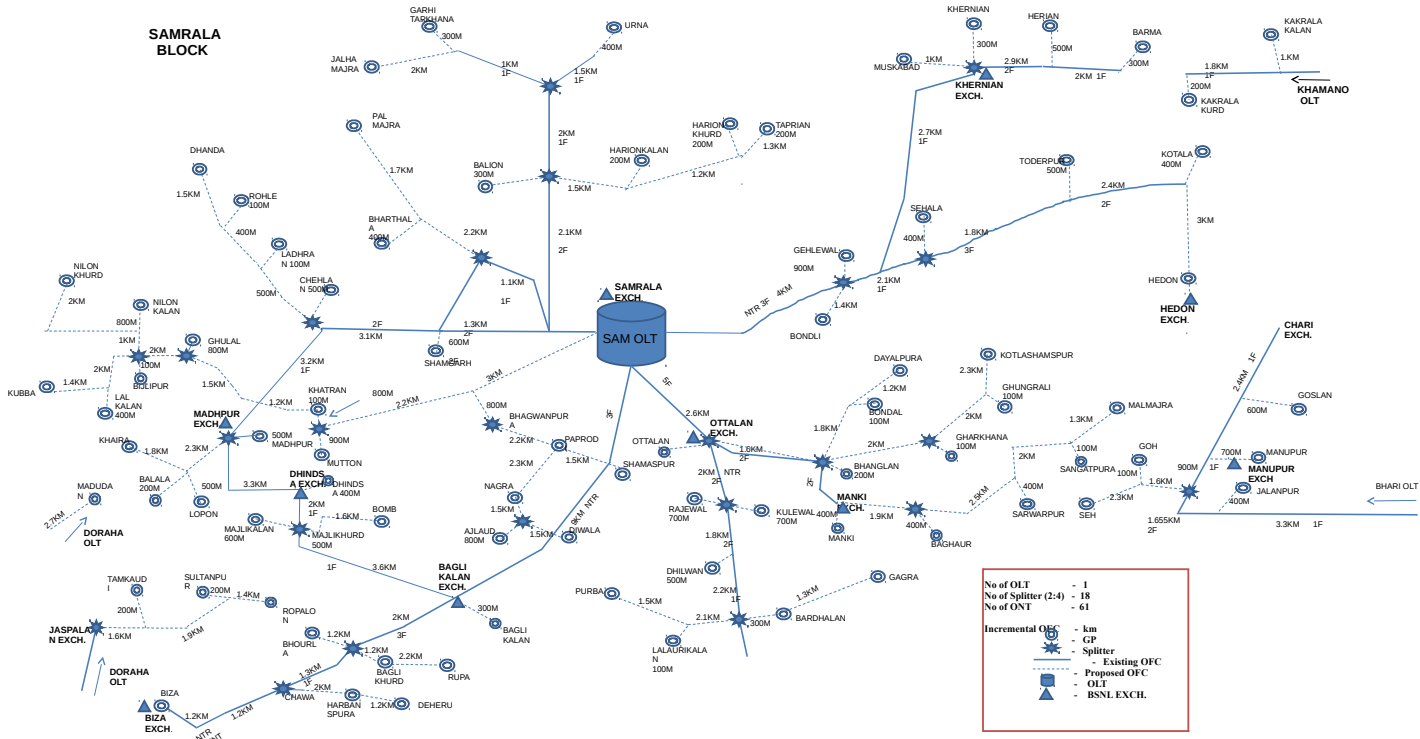 SAMRALA
BLOCK
GARHI
TARKHANA
300M
URNA
400M
JALHA
MAJRA
2KM
1KM
1F
1.5KM
1F
KHERNIAN
300M
HERIAN
500M
BARMA
300M
KAKRALA
KALAN
1.KM
MUSKABAD
1KM
2.9KM
2F
2KM 1F
1.8KM
1F
200M
KHERNIAN
EXCH.
KHAMANO
OLT
KAKRALA
KURD
PAL
MAJRA
2KM
1F
HARION
KHURD
200M
TAPRIAN
200M
1.3KM
2.7KM
1F
DHANDA
1.5KM
1.7KM
BALION
300M
HARIONKALAN
200M
1.5KM
1.2KM
TODERPUR
500M
KOTALA
400M
2.4KM
2F
ROHLE
100M
400M
BHARTHAL
A
400M
2.2KM
2.1KM
2F
SEHALA
400M
1.8KM
3F
3KM
LADHRA
N 100M
500M
CHEHLA
N 500M
1.1KM
1F
GEHLEWAL
900M
2.1KM
1F
HEDON
HEDON
EXCH.
NILON
KHURD
2KM
NILON
KALAN
800M
SAMRALA
EXCH.
SAM OLT
NTR 3F 4KM
1.4KM
BONDLI
CHARI
EXCH.
2F
3.1KM
1.3KM
2F
600M
2F
SHAMGARH
1KM
2KM
100M
BIJLIPUR
GHULAL
800M
3.2KM
1F
KUBBA
1.4KM
2KM
LAL
KALAN
400M
1.5KM
1.2KM
KHATRAN
100M
800M
2.2KM
3KM
5F
DAYALPURA
1.2KM
BONDAL
100M
KOTLASHAMSPUR
2.3KM
GHUNGRALI
100M
2KM
2.4KM 1F
GOSLAN
600M
MADHPUR
EXCH.
500M
MADHPUR
900M
MUTTON
800M
BHAGWANPUR
A
2.2KM
2.3KM
PAPROD
1.5KM
SHAMASPUR
2.6KM
OTTALAN
OTTALAN
EXCH.
1.6KM
2F
1.8KM
2KM
GHARKHANA
100M
MALMAJRA
1.3KM
100M
SANGATPURA
2KM
KHAIRA
1.8KM
2.3KM
BALALA
200M
500M
LOPON
3.3KM
DHINDS
A EXCH.
DHINDS
A 400M
2KM
1F
1.6KM
BOMB
MAJLIKALAN
600M
MAJLIKHURD
500M
MADUDA
N
2.7KM
DORAHA
OLT
NAGRA
1.5KM
AJLAUD
800M
1.5KM
DIWALA
9KM NTR
2KM NTR
2F
RAJEWAL
700M
KULEWAL
700M
BHANGLAN
200M
MANKI
EXCH.
400M
MANKI
1.9KM
400M
BAGHAUR
2.5KM
400M
SARWARPUR
GOH
100M
SEH
2.3KM
1.6KM
900M
1F
700M
MANUPUR
MANUPUR
EXCH
JALANPUR
400M
BHARI OLT
1.655KM
2F
3.3KM 1F
1F
3.6KM
BAGLI
KALAN
EXCH.
1.8KM
2F
DHILWAN
500M
2.2KM
1F
GAGRA
1.3KM
BARDHALAN
300M
PURBA
1.5KM
2.1KM
LALAURIKALA
N
100M
TAMKAUD
I
200M
SULTANPU
R
200M
1.4KM
ROPALO
N
JASPALA
N EXCH.
1.6KM
1.9KM
DORAHA
OLT
2KM
3F
300M
BAGLI
KALAN
BHOURL
A
1.2KM
1.2KM
2.2KM
BAGLI
KHURD
RUPA
1.3KM
1F
CHAWA
2KM
HARBAN
SPURA
1.2KM
DEHERU
BIZA
BIZA
EXCH.
1.2KM
1.2KM
NTR
No of OLT - 1
No of Splitter (2:4) - 18
No of ONT - 61
Incremental OFC - km
- GP
- Splitter
- Existing OFC
- Proposed OFC
- OLT
- BSNL EXCH.